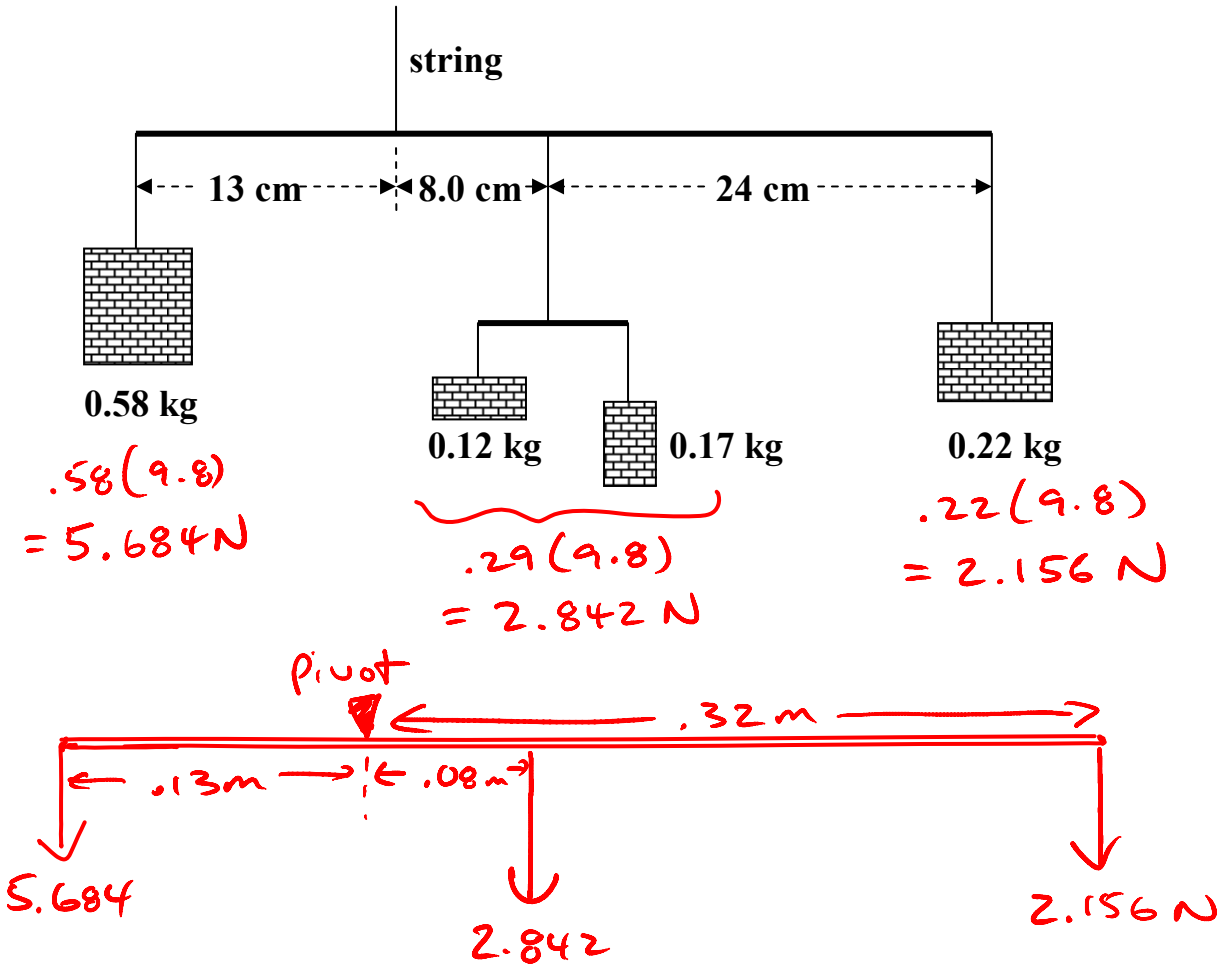 string
13 cm 8.0 cm 24 cm
0.58 kg
0.12 kg 0.17 kg 0.22 kg
.58(9.8)
= 5.684N
.29(9.8)
= 2.842 N
.22(9.8)
= 2.156 N
Pivot
.32m
.13m .08m
5.684
2.842
2.156 N